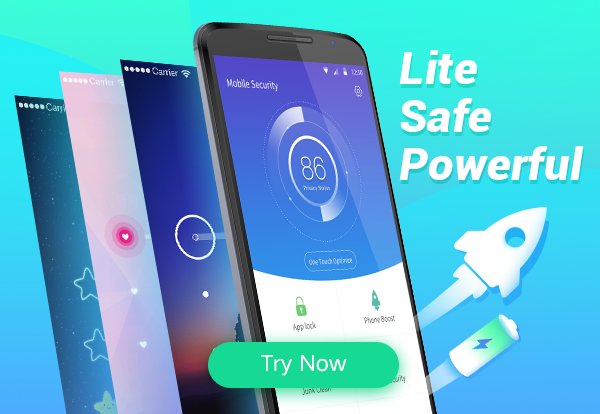 Carrier
Carrier
Carrier
12:30
Mobile Security
86
Privacy Status
One Touch Optimize
App lock
Phone Boost
Junk Clean
Lite
Safe
Powerful
Try Now